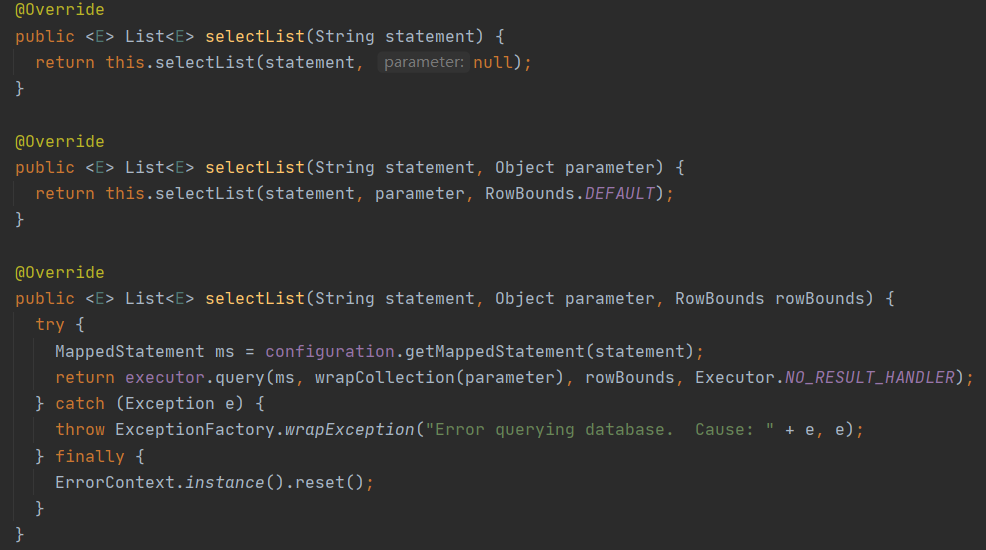 @Override
public <E> List<E> selectList(String statement) {
  return this.selectList(statement, parameter: null);
}

@Override
public <E> List<E> selectList(String statement, Object parameter) {
  return this.selectList(statement, parameter, RowBounds.DEFAULT);
}

@Override
public <E> List<E> selectList(String statement, Object parameter, RowBounds rowBounds) {
  try {
    MappedStatement ms = configuration.getMappedStatement(statement);
    return executor.query(ms, wrapCollection(parameter), rowBounds, Executor.NO_RESULT_HANDLER);
  } catch (Exception e) {
    throw ExceptionFactory.wrapException("Error querying database.  Cause: " + e, e);
  } finally {
    ErrorContext.instance().reset();
  }
}